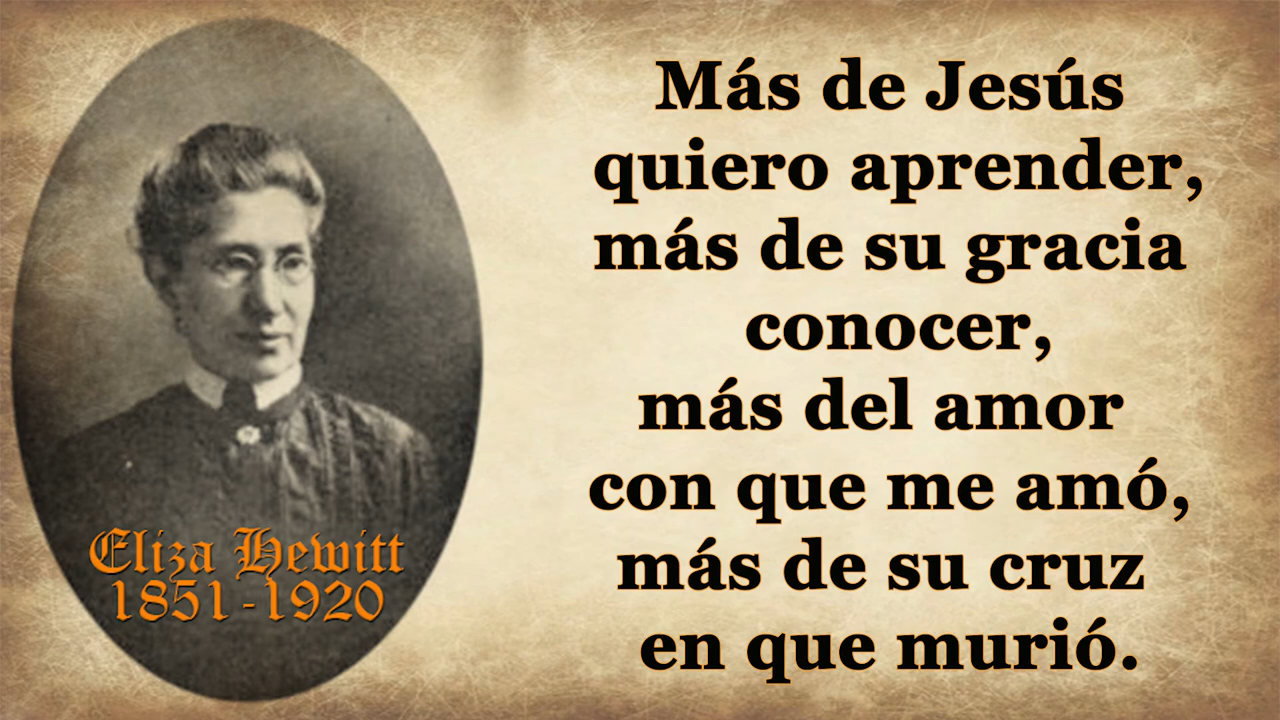 Más de Jesús
quiero aprender,
más de su gracia
conocer,
más del amor
con que me amó,
más de su cruz
en que murió.
Eliza Hewitt
1851-1920